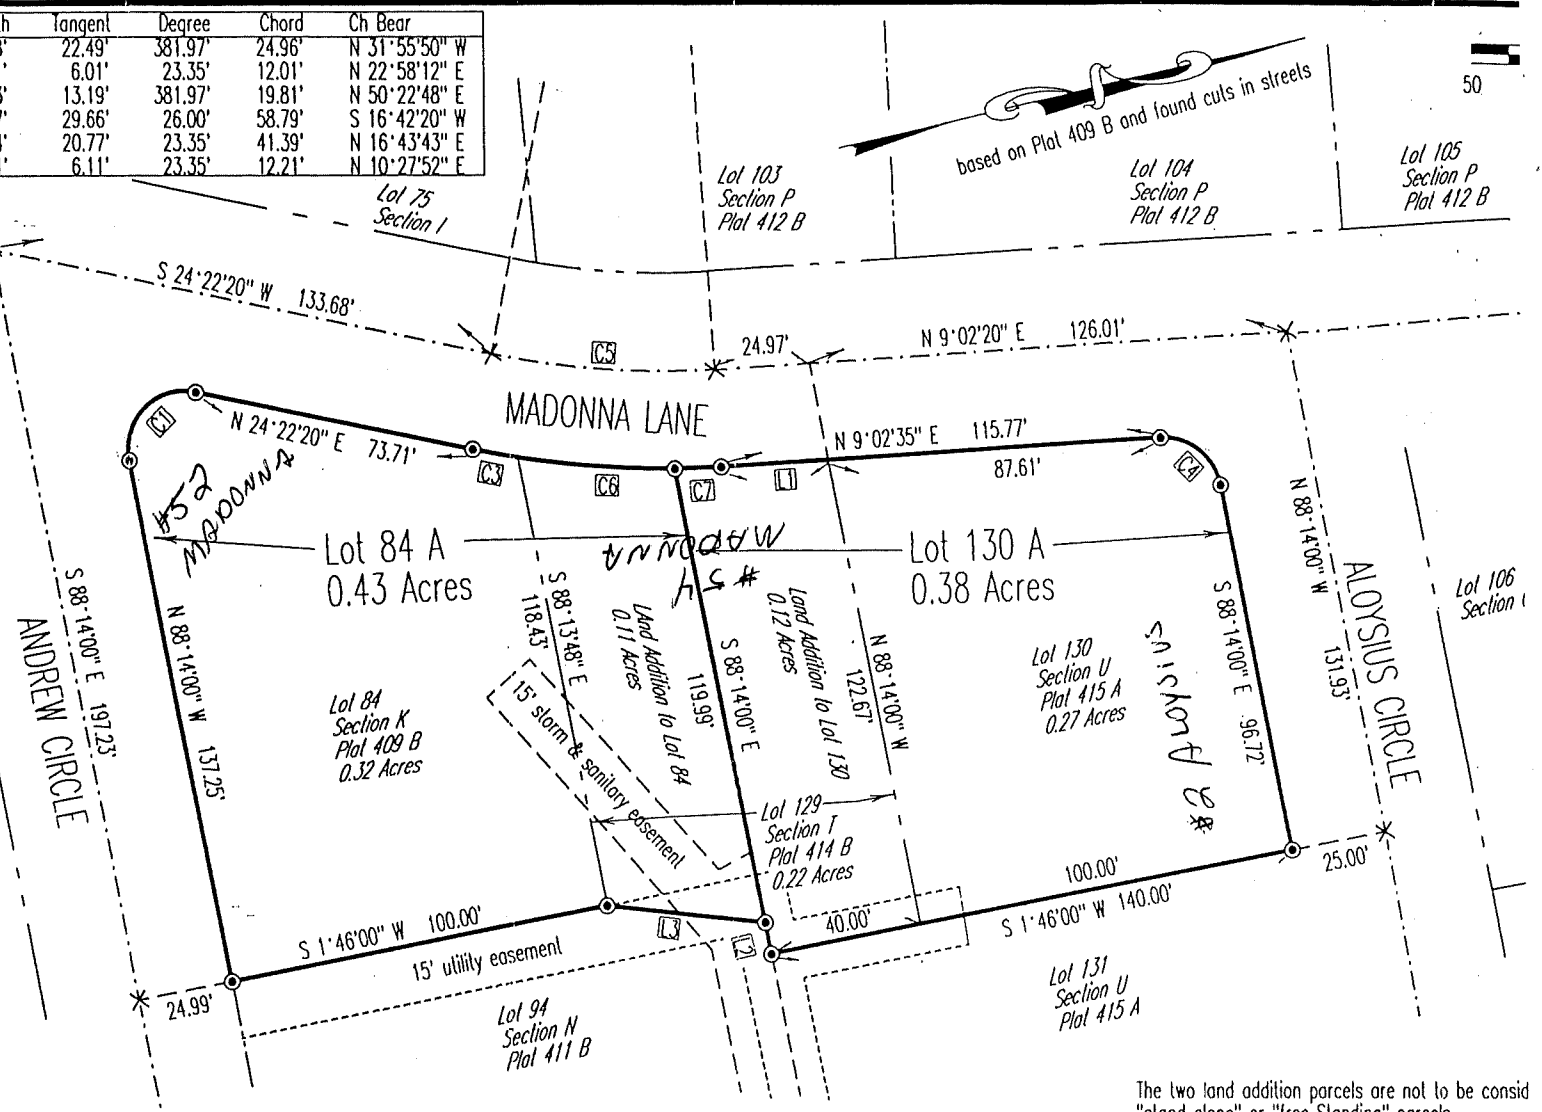 Tangent Degree Chord Ch Bear
22.49' 381.97' 24.96' N 31°55'50" W
6.01' 23.35' 12.01' N 22°58'12" E
13.19' 381.97' 19.81' N 50°22'48" E
29.66' 26.00' 58.79' S 16°42'20" W
20.77' 23.35' 41.39' N 16°43'43" E
6.11' 23.35' 12.21' N 10°27'52" E
50
based on Plat 409 B and found cuts in streets
Lot 75
Section I
Lot 103
Section P
Plat 412 B
Lot 104
Section P
Plat 412 B
Lot 105
Section P
Plat 412 B
S 24°22'20" W 133.68'
C5
24.97'
N 9°02'20" E 126.01'
MADONNA LANE
C1
N 24°22'20" E 73.71'
C3
C6
C7
L1
N 9°02'35" E 115.77'
87.61'
C4
#52
MADONNA
Lot 84 A
0.43 Acres
MADONNA
#54
Lot 130 A
0.38 Acres
ANDREW CIRCLE
S 88°14'00" E 197.23'
N 88°14'00" W 137.25'
S 88°13'48" E
118.43'
LAnd Addition to Lot 84
0.11 Acres
S 88°14'00" E
119.99'
Land Addition to Lot 130
0.12 Acres
N 88°14'00" W
122.67'
Lot 84
Section K
Plat 409 B
0.32 Acres
15' storm & sanitary easement
Lot 129
Section T
Plat 414 B
0.22 Acres
Lot 130
Section U
Plat 415 A
0.27 Acres
#8 Aloysius
S 88°14'00" E 96.72'
N 88°14'00" W 131.93'
ALOYSIUS CIRCLE
Lot 106
Section
S 1°46'00" W 100.00'
15' utility easement
L3
L2
40.00'
100.00'
S 1°46'00" W 140.00'
25.00'
24.99'
Lot 94
Section N
Plat 411 B
Lot 131
Section U
Plat 415 A
The two land addition parcels are not to be consid
"stand alone" or "free Standing" parcels